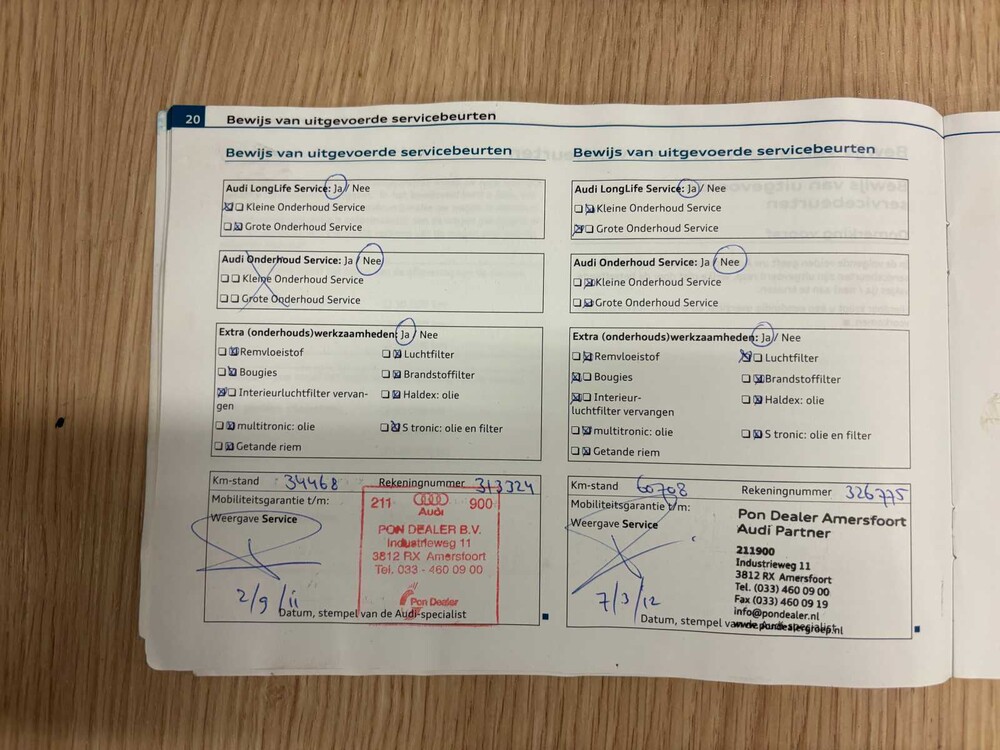 20 Bewijs van uitgevoerde servicebeurten
Bewijs van uitgevoerde servicebeurten
Audi LongLife Service: Ja / Nee
Kleine Onderhoud Service
Grote Onderhoud Service
Audi Onderhoud Service: Ja / Nee
Kleine Onderhoud Service
Grote Onderhoud Service
Extra (onderhouds)werkzaamheden: Ja / Nee
Remvloeistof
Luchtfilter
Bougies
Brandstoffilter
Interieurluchtfilter vervan-
gen
Haldex: olie
multitronic: olie
S tronic: olie en filter
Getande riem
Km-stand 34468 Rekeningnummer 313324
Mobiliteitsgarantie t/m:
Weergave Service
211 Audi 900
PON DEALER B.V.
Industrieweg 11
3812 RX Amersfoort
Tel. 033 - 460 09 00
Pon Dealer
2/9/11
Datum, stempel van de Audi-specialist
Bewijs van uitgevoerde servicebeurten
Audi LongLife Service: Ja / Nee
Kleine Onderhoud Service
Grote Onderhoud Service
Audi Onderhoud Service: Ja / Nee
Kleine Onderhoud Service
Grote Onderhoud Service
Extra (onderhouds)werkzaamheden: Ja / Nee
Remvloeistof
Luchtfilter
Bougies
Brandstoffilter
Interieur-
luchtfilter vervangen
Haldex: olie
multitronic: olie
S tronic: olie en filter
Getande riem
Km-stand 60708 Rekeningnummer 326775
Mobiliteitsgarantie t/m:
Weergave Service
Pon Dealer Amersfoort
Audi Partner
211900
Industrieweg 11
3812 RX Amersfoort
Tel. (033) 460 09 00
Fax (033) 460 09 19
info@pondealer.nl
www.pondealergroep.nl
7/3/12
Datum, stempel van de Audi-specialist